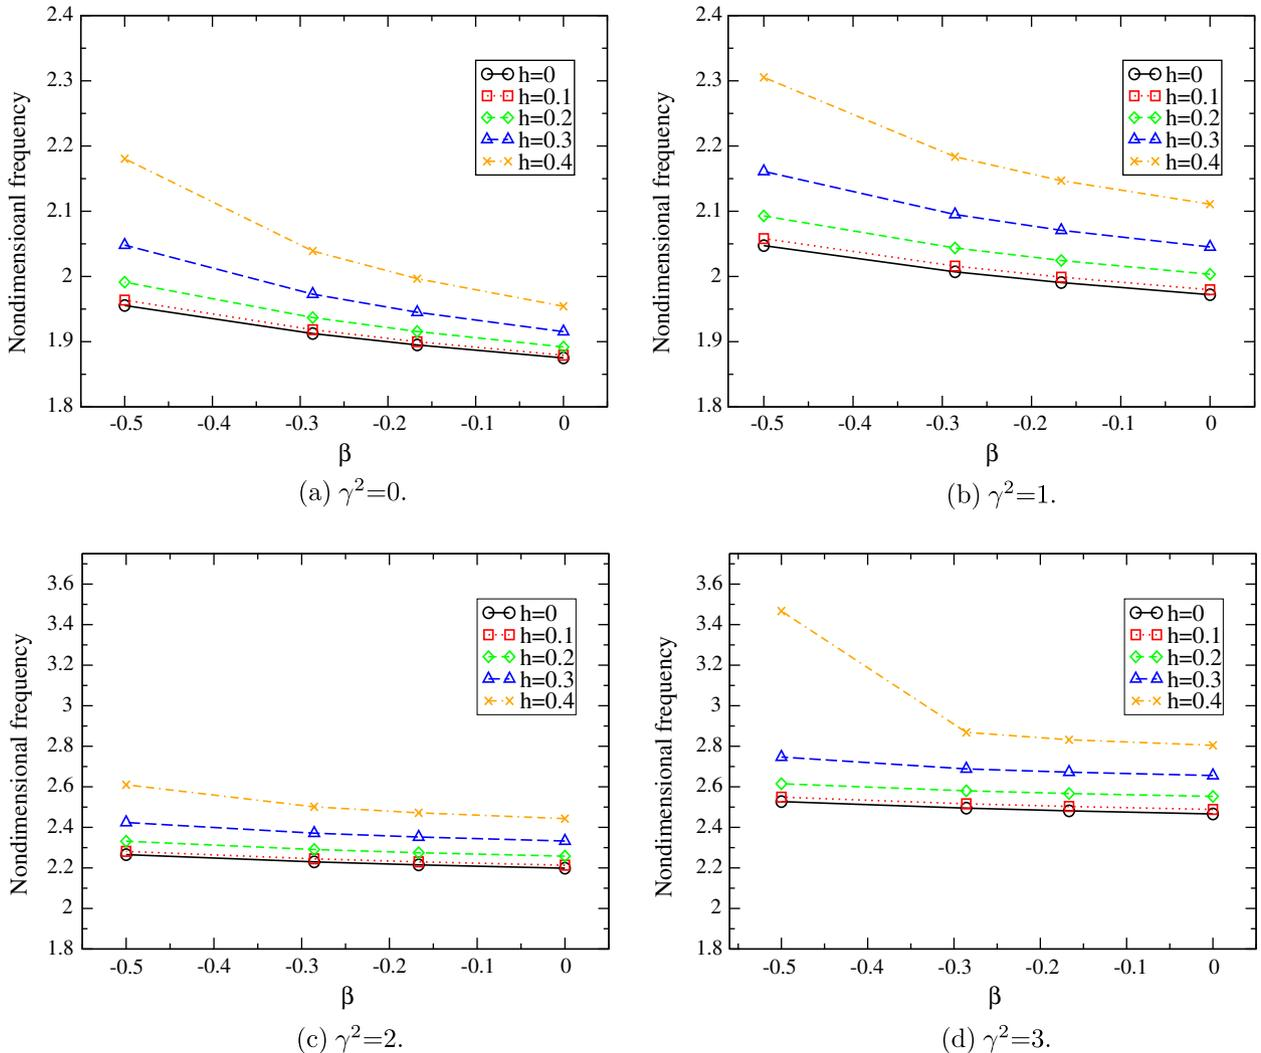 2.4
2.3
2.2
2.1
2
1.9
1.8
Nondimensioanl frequency
h=0
h=0.1
h=0.2
h=0.3
h=0.4
-0.5 -0.4 -0.3 -0.2 -0.1 0
β
(a) γ²=0.
2.4
2.3
2.2
2.1
2
1.9
1.8
Nondimensional frequency
h=0
h=0.1
h=0.2
h=0.3
h=0.4
-0.5 -0.4 -0.3 -0.2 -0.1 0
β
(b) γ²=1.
3.6
3.4
3.2
3
2.8
2.6
2.4
2.2
2
1.8
Nondimensional frequency
h=0
h=0.1
h=0.2
h=0.3
h=0.4
-0.5 -0.4 -0.3 -0.2 -0.1 0
β
(c) γ²=2.
3.6
3.4
3.2
3
2.8
2.6
2.4
2.2
2
1.8
Nondimensional frequency
h=0
h=0.1
h=0.2
h=0.3
h=0.4
-0.5 -0.4 -0.3 -0.2 -0.1 0
β
(d) γ²=3.